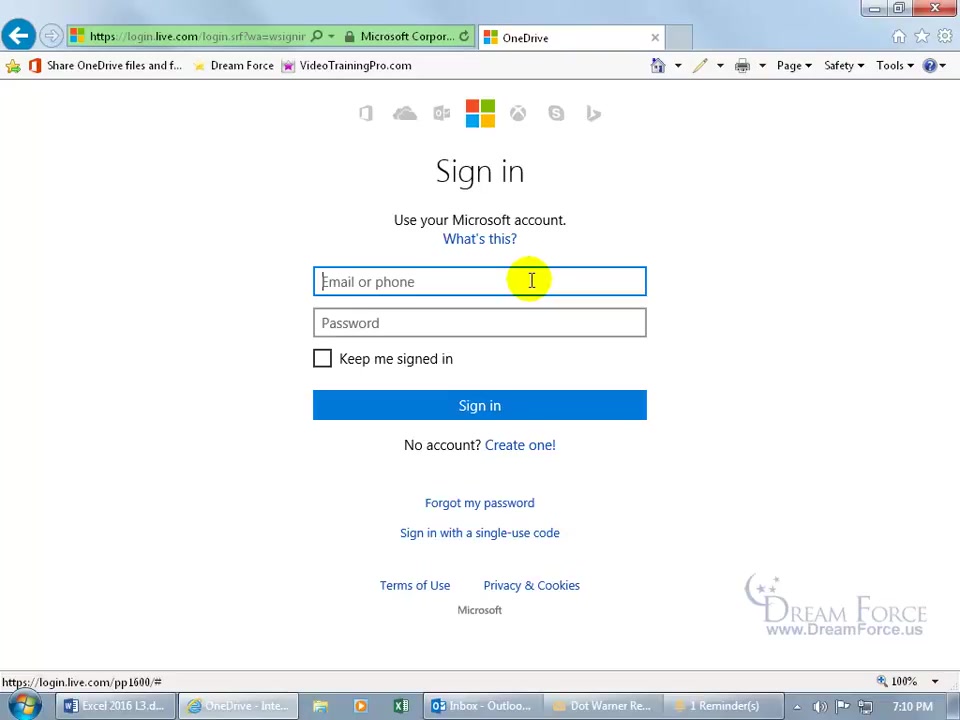 https://login.live.com/login.srf?wa=wsignir
Microsoft Corpor...
OneDrive
Share OneDrive files and f...
Dream Force
VideoTrainingPro.com
Page
Safety
Tools
Sign in
Use your Microsoft account.
What's this?
Email or phone
Password
Keep me signed in
Sign in
No account? Create one!
Forgot my password
Sign in with a single-use code
Terms of Use
Privacy & Cookies
Microsoft
DREAM FORCE
www.DreamForce.us
https://login.live.com/pp1600/#
100%
Excel 2016 L3.d...
OneDrive - Inte...
Inbox - Outloo...
Dot Warner Re...
1 Reminder(s)
7:10 PM